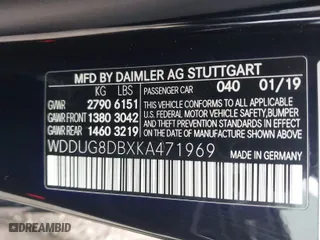 MFD BY DAIMLER AG STUTTGART
KG LBS PASSENGER CAR 040 01/19
GVWR 2790 6151
GAWR FRONT 1380 3042
GAWR REAR 1460 3219
THIS VEHICLE CONFORMS TO ALL APPLICABLE
U.S. FEDERAL MOTOR VEHICLE SAFETY, BUMPER,
AND THEFT PREVENTION STANDARDS IN EFFECT
ON THE DATE OF MANUFACTURE SHOWN ABOVE.
WDDUG8DBXKA471969
MADE IN GERMANY
DREAMBID